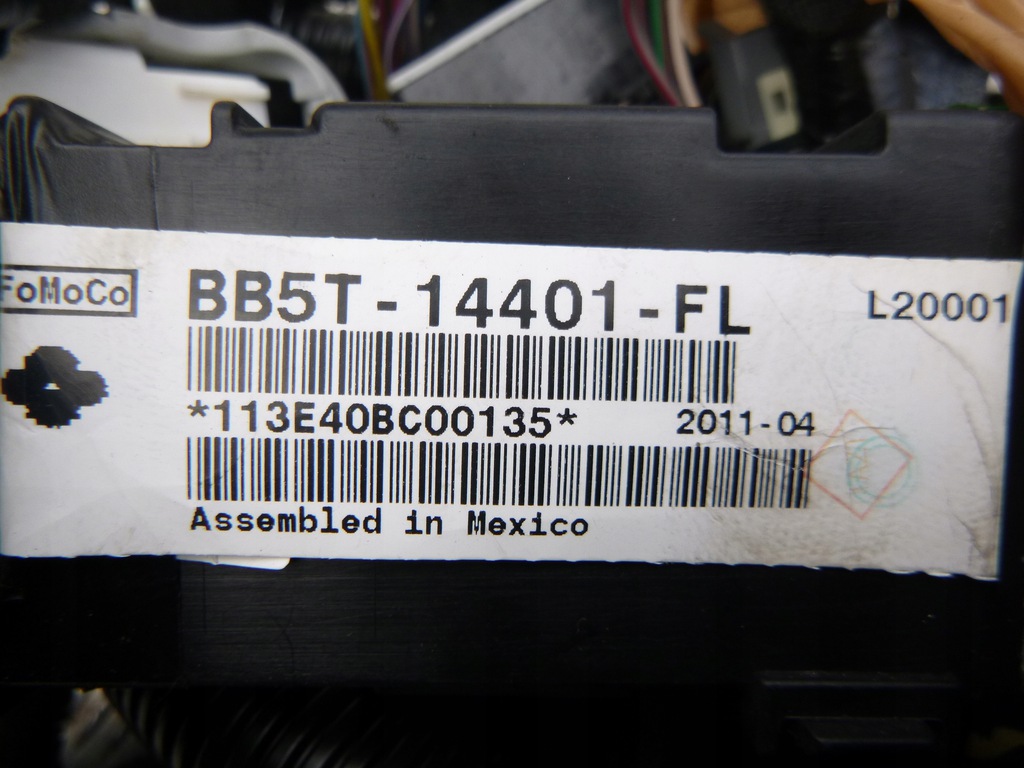 FoMoCo
BB5T-14401-FL
L20001
*113E40BC00135*
2011-04
Assembled in Mexico